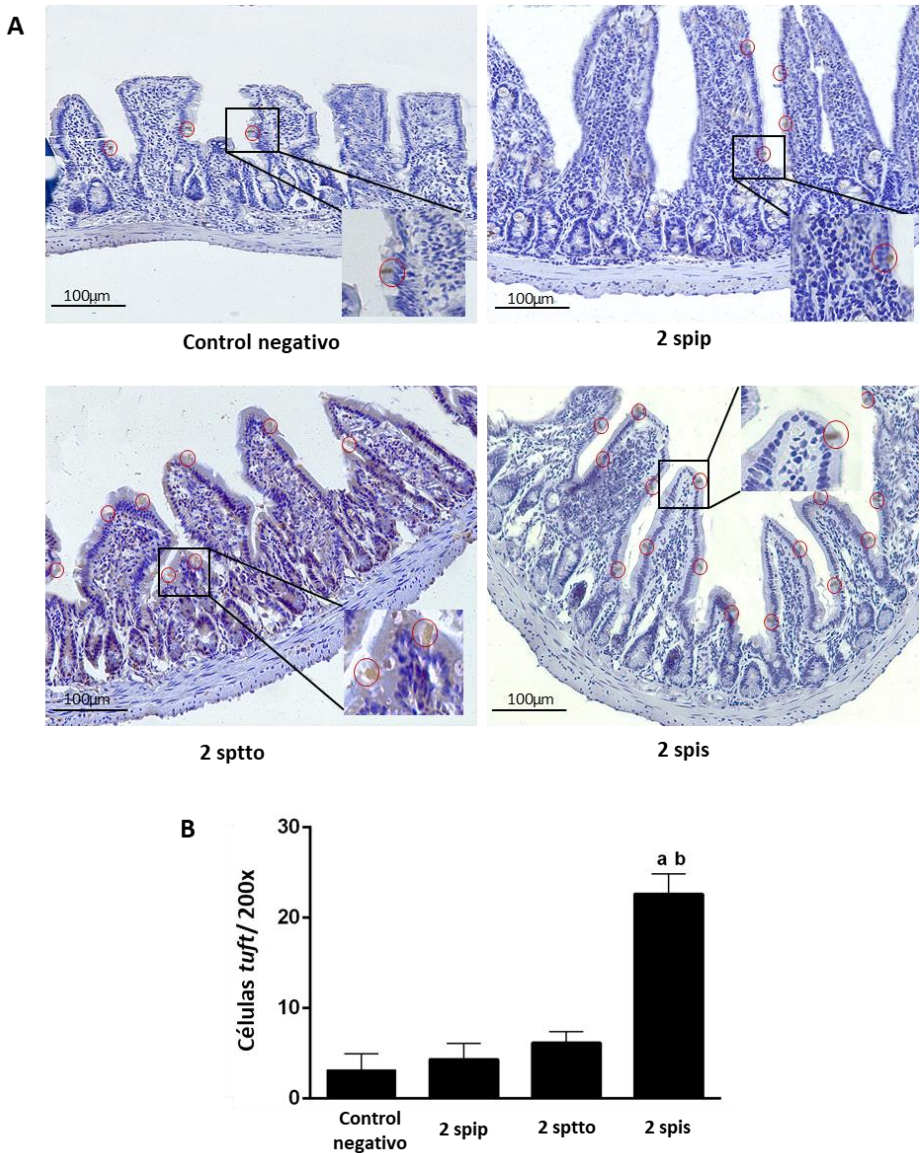 A
100µm
Control negativo
100µm
2 spip
100µm
2 sptto
100µm
2 spis
B
Células tuft/ 200x
30
20
10
0
a b
Control
negativo
2 spip
2 sptto
2 spis